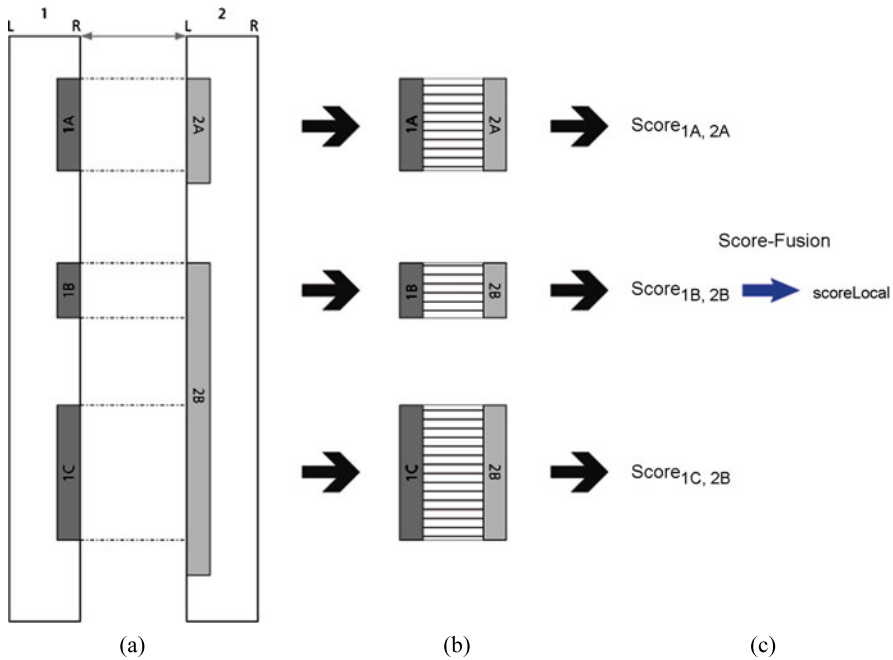 1 2
L R L R
1A 2A 1A 2A Score1A, 2A
Score-Fusion
1B 2B 1B 2B Score1B, 2B scoreLocal
1C 1C 2B Score1C, 2B
(a) (b) (c)